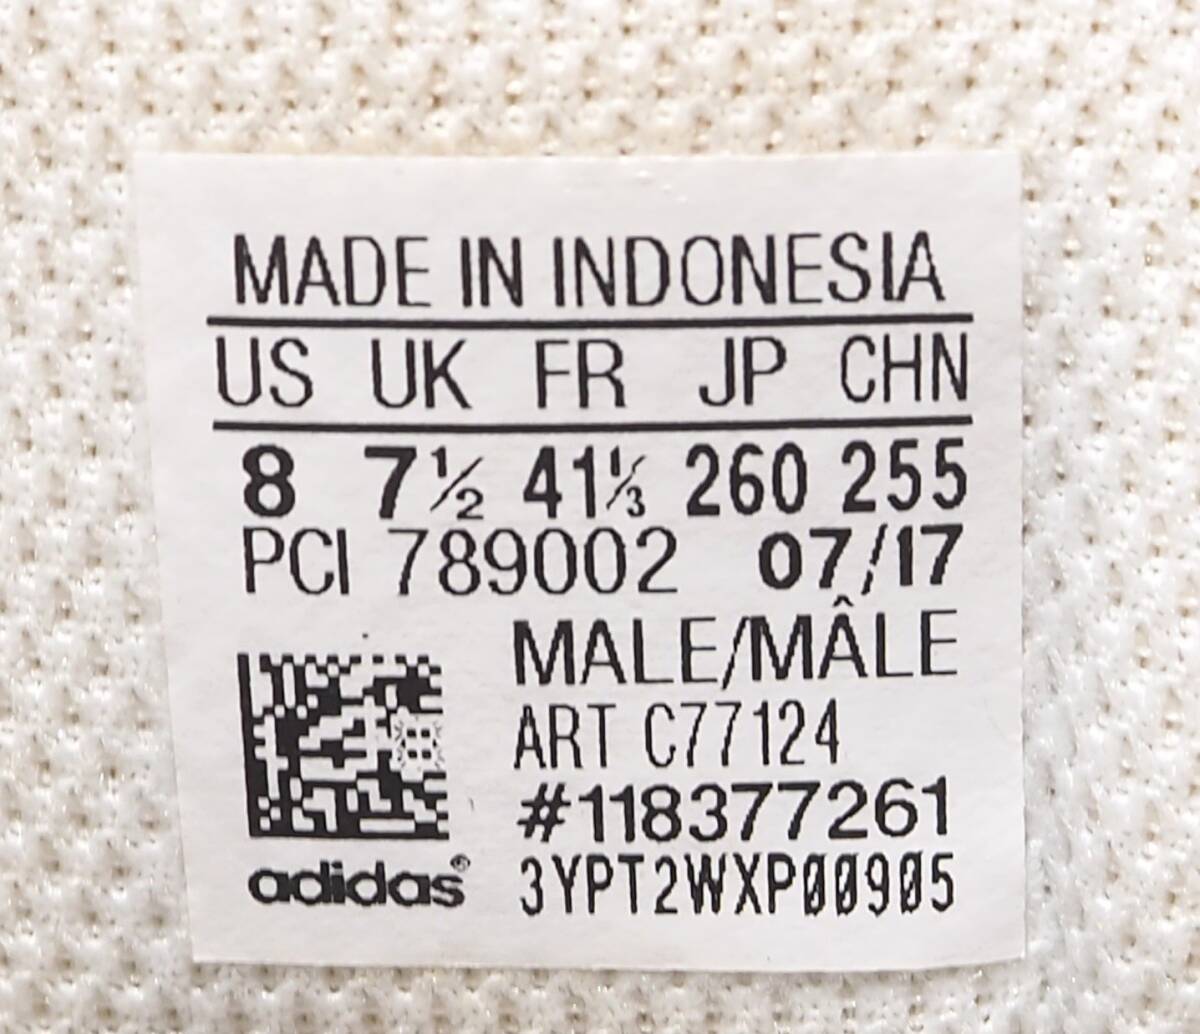 MADE IN INDONESIA
US UK FR JP CHN
8 7½ 41⅓ 260 255
PCI 789002 07/17
MALE/MÂLE
ART C77124
#118377261
adidas® 3YPT2WXP00905